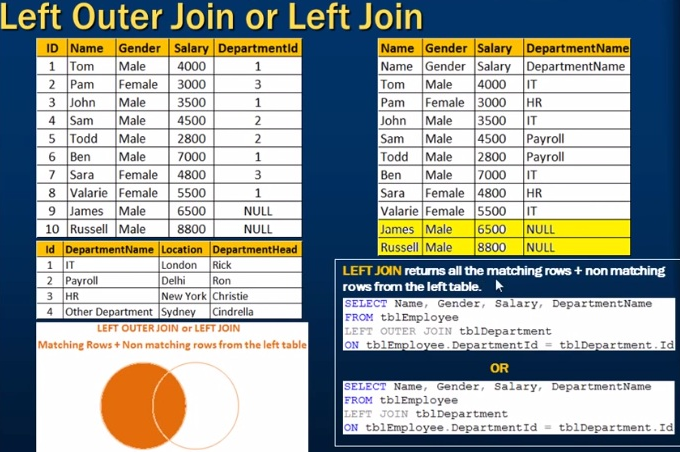 Left Outer Join or Left Join
ID Name Gender Salary DepartmentId
1 Tom Male 4000 1
2 Pam Female 3000 3
3 John Male 3500 1
4 Sam Male 4500 2
5 Todd Male 2800 2
6 Ben Male 7000 1
7 Sara Female 4800 3
8 Valarie Female 5500 1
9 James Male 6500 NULL
10 Russell Male 8800 NULL
Id DepartmentName Location DepartmentHead
1 IT London Rick
2 Payroll Delhi Ron
3 HR New York Christie
4 Other Department Sydney Cindrella
LEFT OUTER JOIN or LEFT JOIN
Matching Rows + Non matching rows from the left table
Name Gender Salary DepartmentName
Name Gender Salary DepartmentName
Tom Male 4000 IT
Pam Female 3000 HR
John Male 3500 IT
Sam Male 4500 Payroll
Todd Male 2800 Payroll
Ben Male 7000 IT
Sara Female 4800 HR
Valarie Female 5500 IT
James Male 6500 NULL
Russell Male 8800 NULL
LEFT JOIN returns all the matching rows + non matching
rows from the left table.
SELECT Name, Gender, Salary, DepartmentName
FROM tblEmployee
LEFT OUTER JOIN tblDepartment
ON tblEmployee.DepartmentId = tblDepartment.Id
OR
SELECT Name, Gender, Salary, DepartmentName
FROM tblEmployee
LEFT JOIN tblDepartment
ON tblEmployee.DepartmentId = tblDepartment.Id